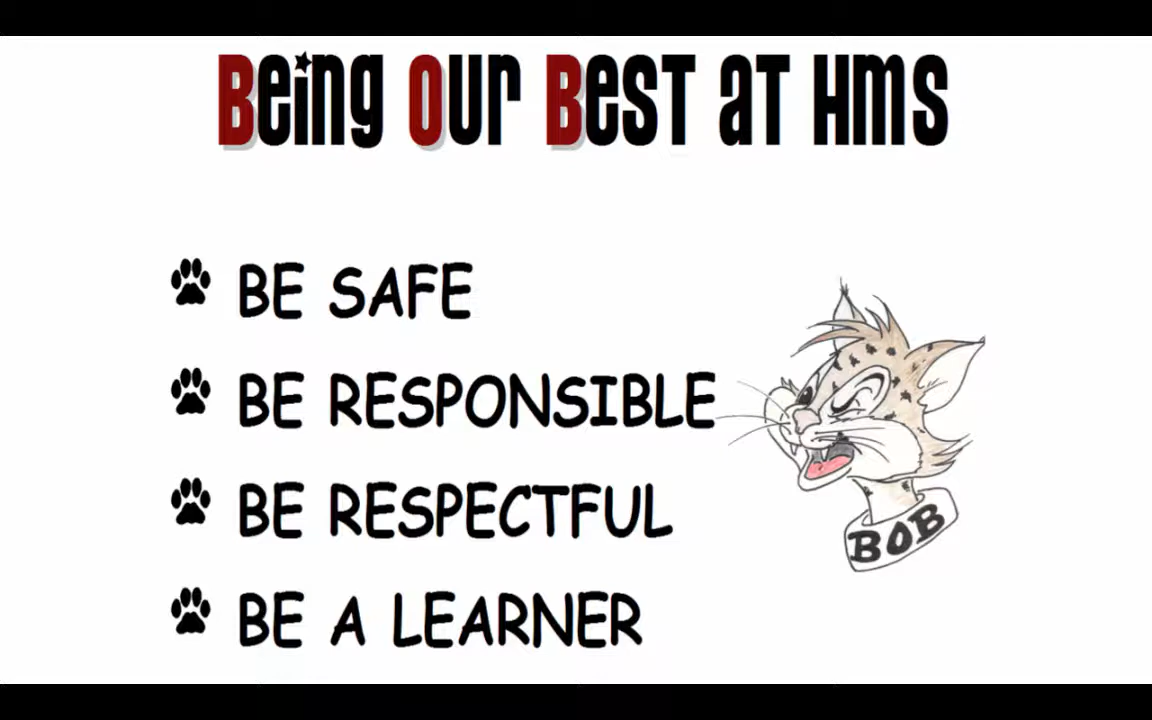 Being Our Best at HMS
BE SAFE
BE RESPONSIBLE
BE RESPECTFUL
BE A LEARNER
BOB